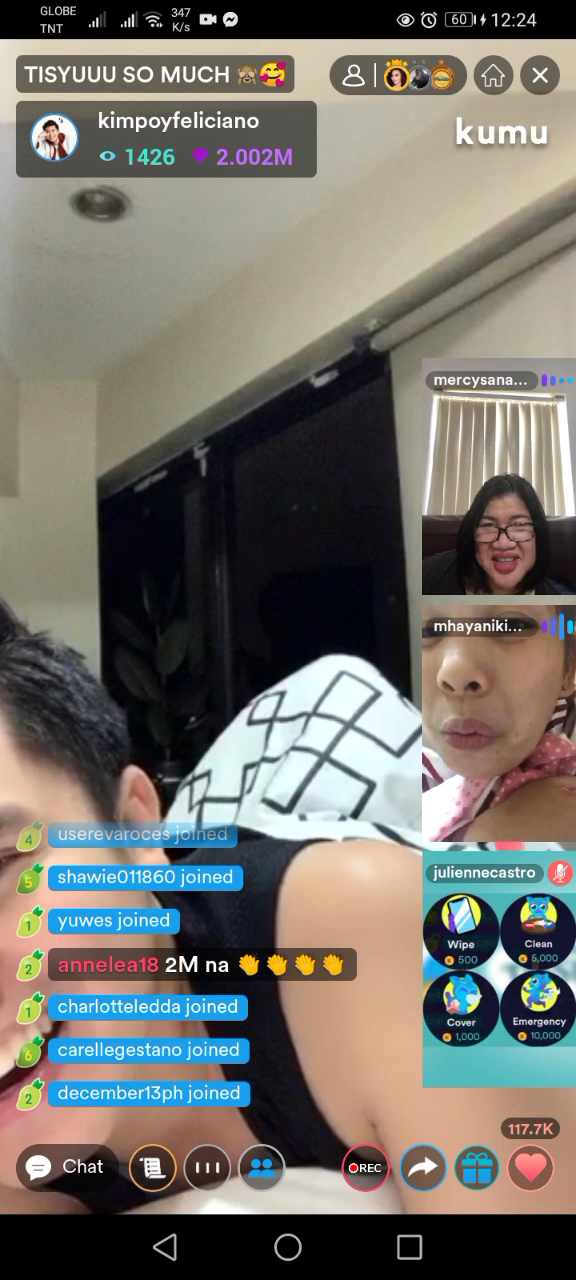 GLOBE
TNT
347
K/s
60
12:24
TISYUUU SO MUCH 🙈🥰
kimpoyfeliciano
1426 2.002M
kumu
mercysana...
mhayaniki...
4 userevaroces joined
5 shawie011860 joined
1 yuwes joined
2 annelea18 2M na 👏👏👏👏
1 charlotteledda joined
6 carellegestano joined
2 december13ph joined
juliennecastro
Wipe
500
Clean
5,000
Cover
1,000
Emergency
10,000
117.7K
Chat
REC